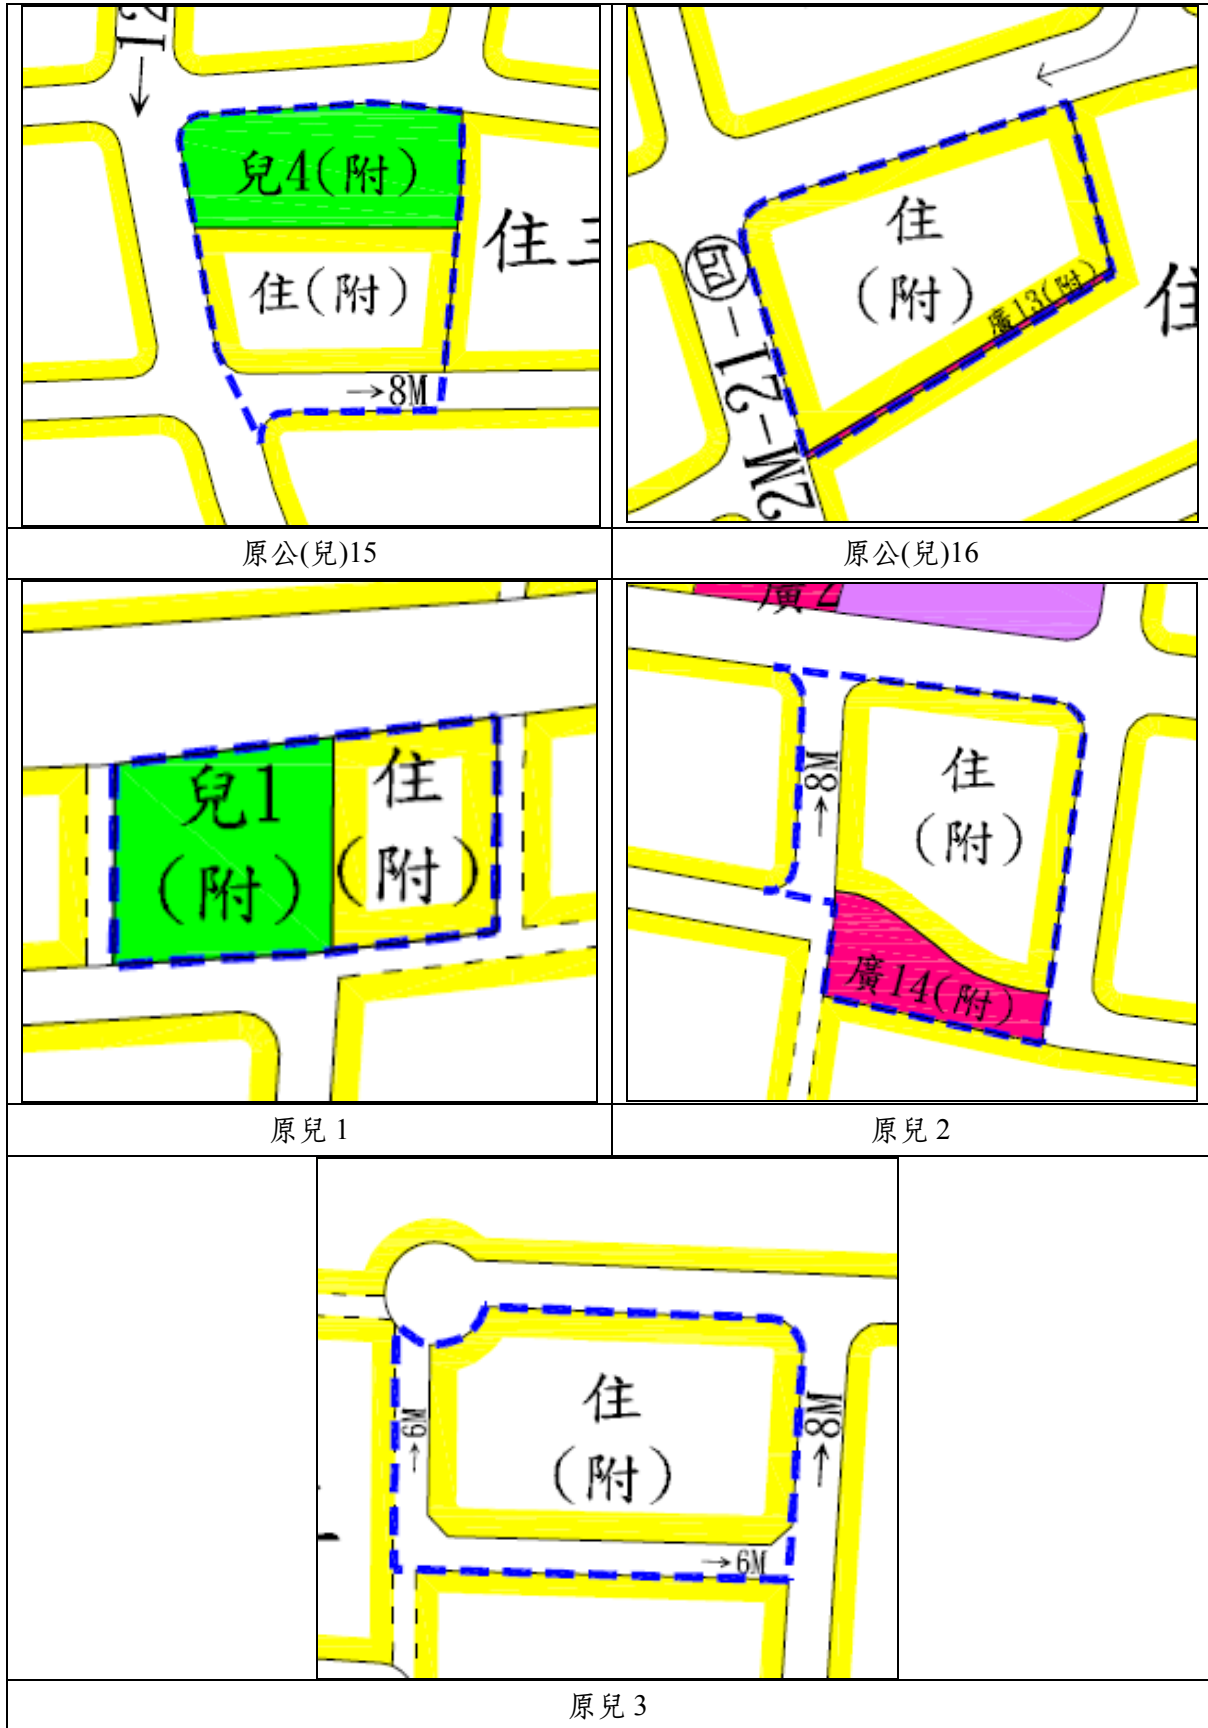 12
兒4(附)
住三
住(附)
→8M
原公(兒)15
住
(附)
廣13(附)
住
四-12-2M
原公(兒)16
兒1
(附)
住
(附)
原兒 1
廣2
→8M
住
(附)
廣14(附)
原兒 2
→6M
住
(附)
→8M
→6M
原兒 3